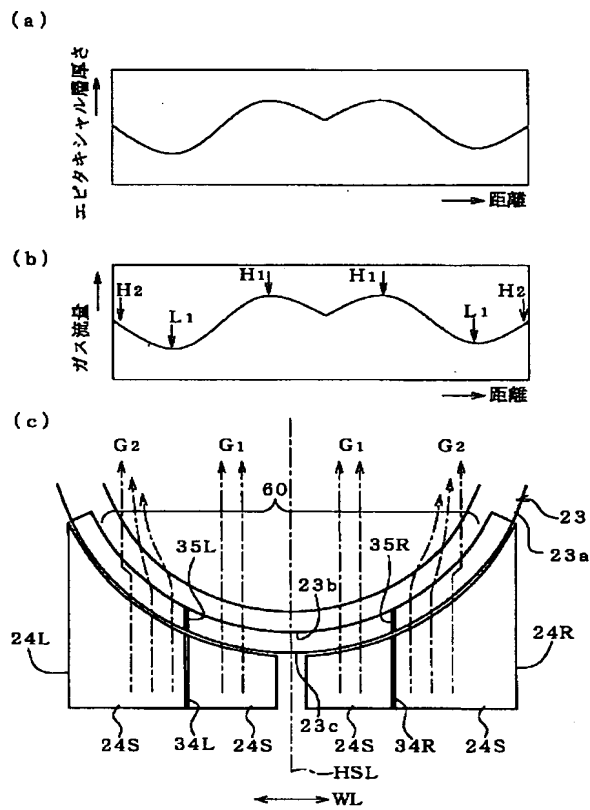 (a)
エピタキシャル層厚さ
距離
(b)
ガス流量
H2
L1
H1
H1
L1
H2
距離
(c)
G2
G1
G1
G2
60
23
23a
35L
35R
23b
24L
24R
23c
24S
34L
24S
24S
34R
24S
HSL
WL